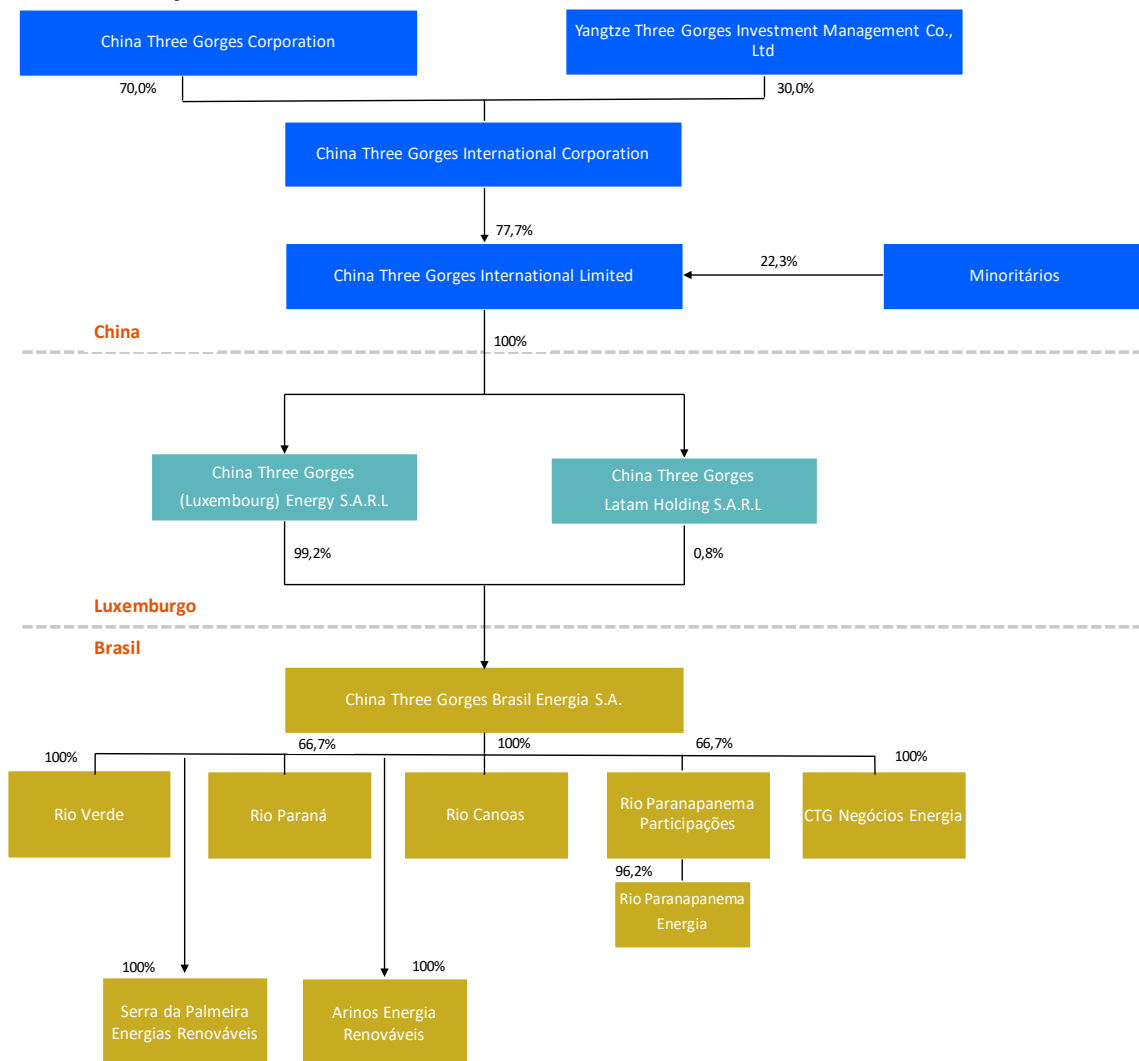 China Three Gorges Corporation
Yangtze Three Gorges Investment Management Co.,
Ltd
70,0%
30,0%
China Three Gorges International Corporation
77,7%
China Three Gorges International Limited
22,3%
Minoritários
China
100%
China Three Gorges
(Luxembourg) Energy S.A.R.L
China Three Gorges
Latam Holding S.A.R.L
99,2%
0,8%
Luxemburgo
Brasil
China Three Gorges Brasil Energia S.A.
100%
66,7%
100%
66,7%
100%
Rio Verde
Rio Paraná
Rio Canoas
Rio Paranapanema
Participações
CTG Negócios Energia
96,2%
Rio Paranapanema
Energia
100%
100%
Serra da Palmeira
Energias Renováveis
Arinos Energia
Renováveis